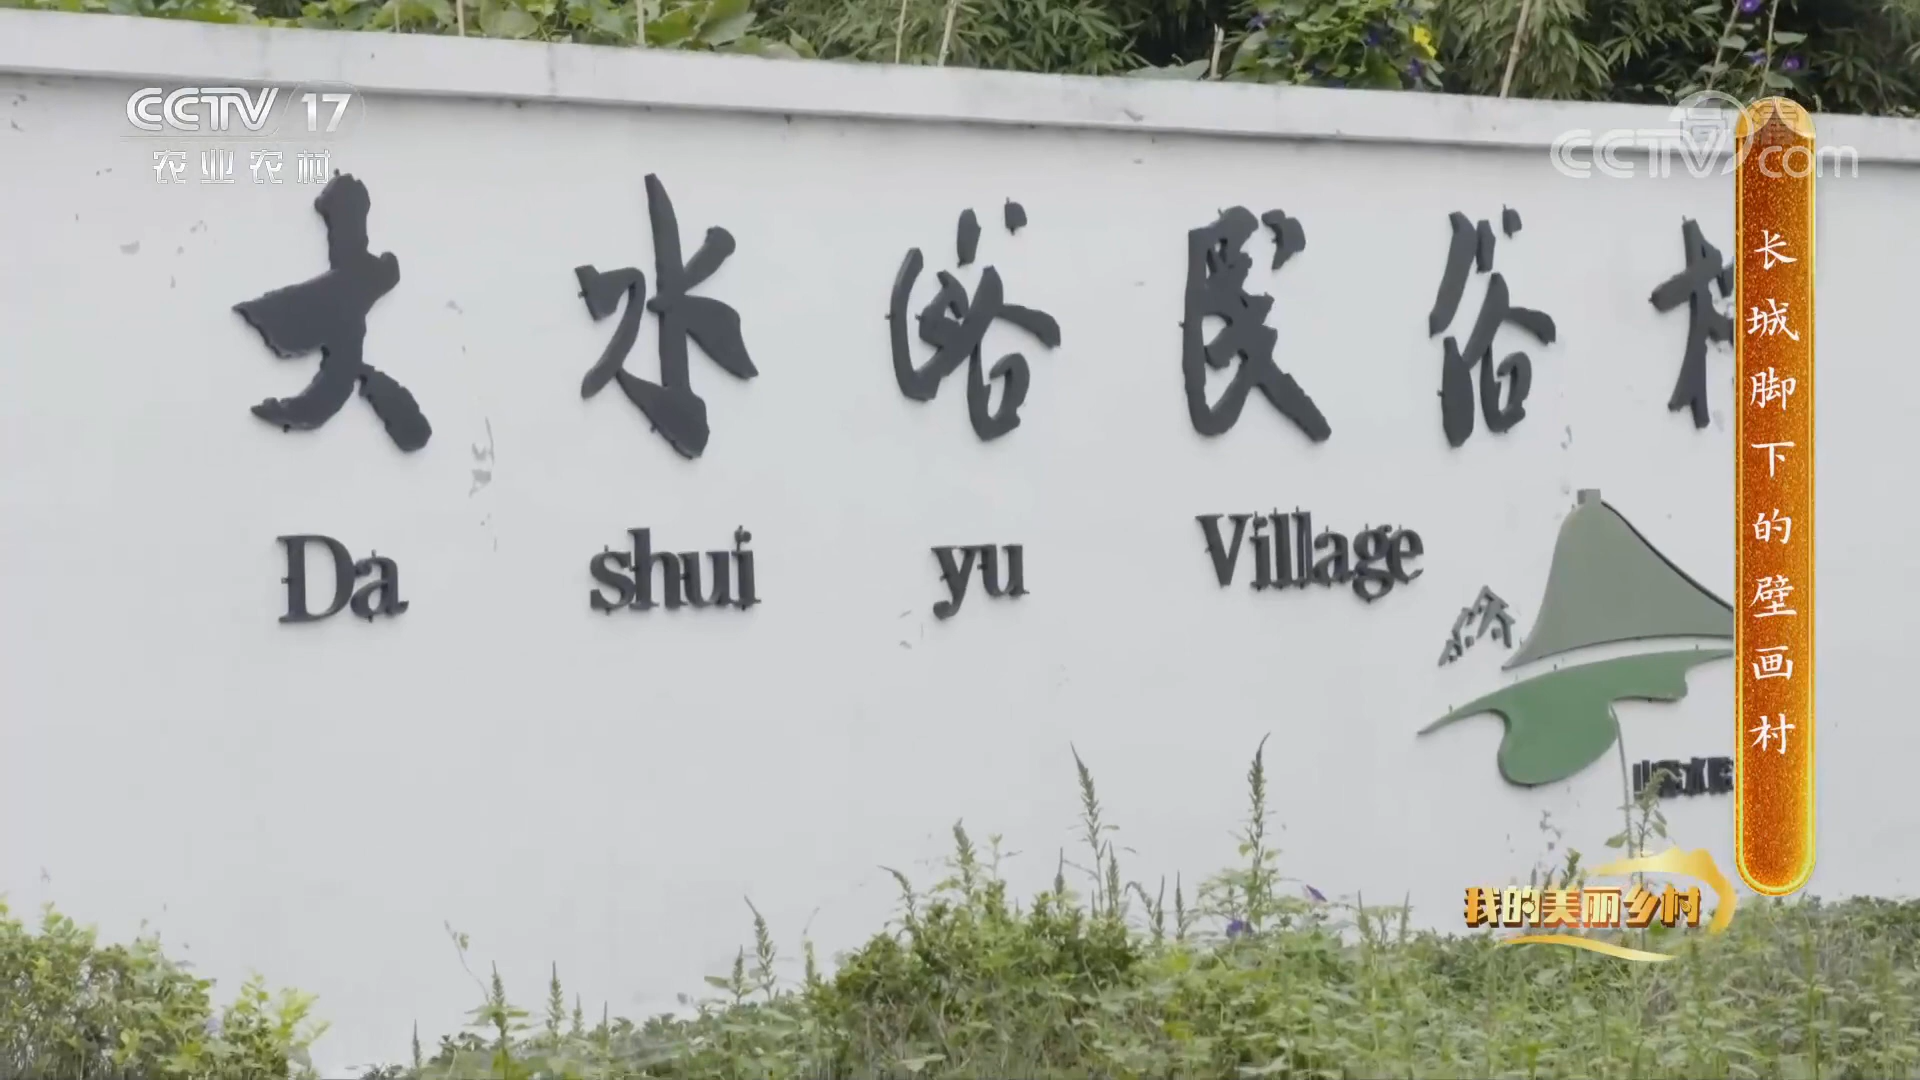 CCTV 17
农业农村
CCTV.com
大水峪民俗村
Da shui yu Village
长城脚下的壁画村
我的美丽乡村